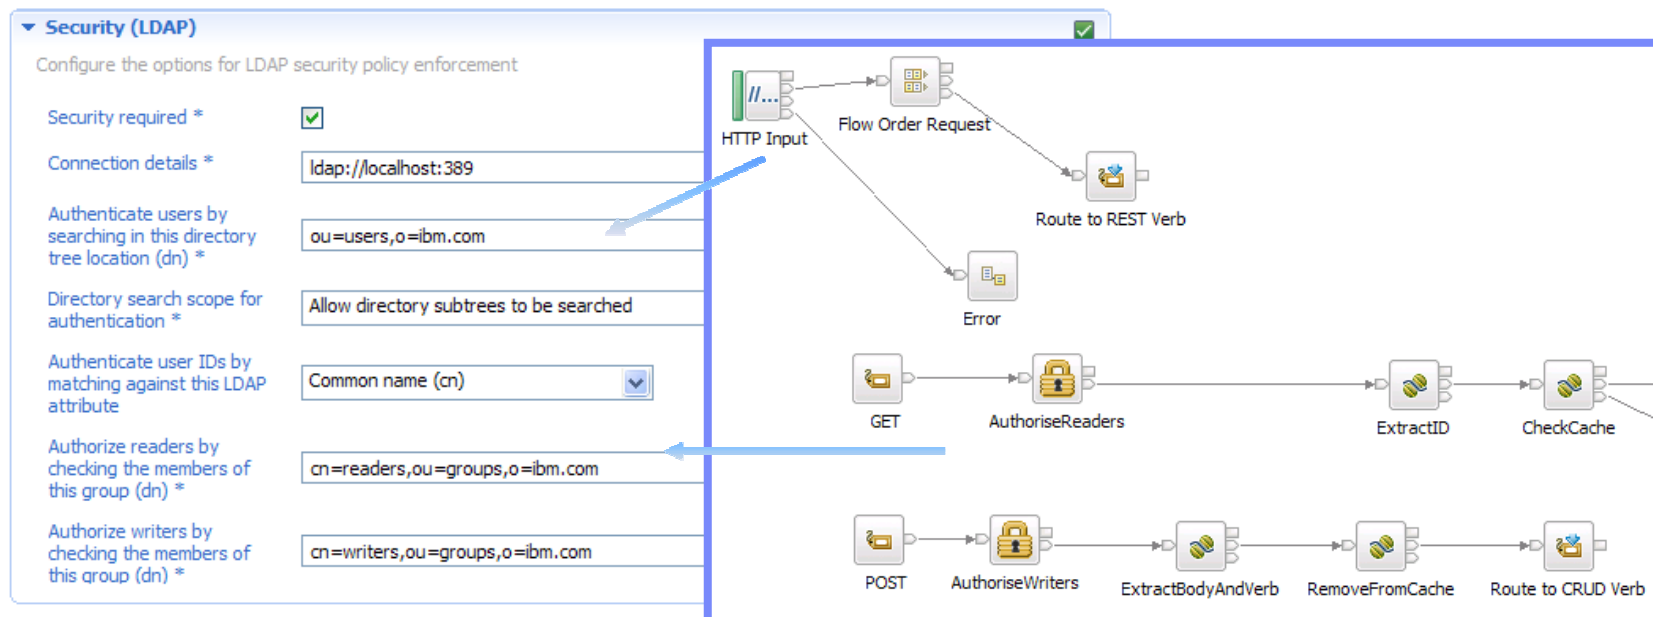 Security (LDAP)
Configure the options for LDAP security policy enforcement
Security required *
Connection details *
ldap://localhost:389
Authenticate users by
searching in this directory
tree location (dn) *
ou=users,o=ibm.com
Directory search scope for
authentication *
Allow directory subtrees to be searched
Authenticate user IDs by
matching against this LDAP
attribute
Common name (cn)
Authorize readers by
checking the members of
this group (dn) *
cn=readers,ou=groups,o=ibm.com
Authorize writers by
checking the members of
this group (dn) *
cn=writers,ou=groups,o=ibm.com
//...
HTTP Input
Flow Order Request
Route to REST Verb
Error
GET
AuthoriseReaders
ExtractID
CheckCache
POST
AuthoriseWriters
ExtractBodyAndVerb
RemoveFromCache
Route to CRUD Verb